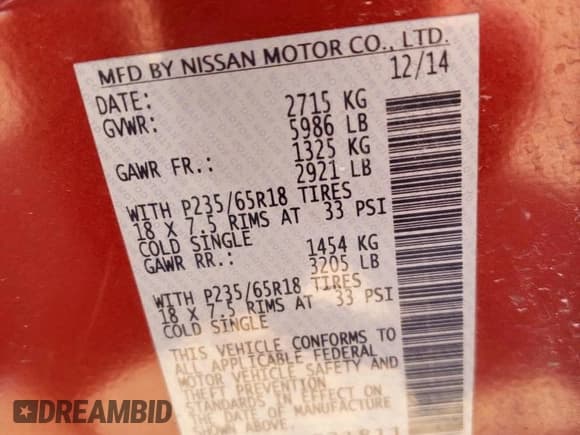 MFD BY NISSAN MOTOR CO., LTD.
DATE: 12/14
GVWR: 2715 KG
5986 LB
GAWR FR.: 1325 KG
2921 LB
WITH P235/65R18 TIRES
18 X 7.5 RIMS AT 33 PSI
COLD SINGLE
GAWR RR.: 1454 KG
3205 LB
WITH P235/65R18 TIRES
18 X 7.5 RIMS AT 33 PSI
COLD SINGLE
THIS VEHICLE CONFORMS TO
ALL APPLICABLE FEDERAL
MOTOR VEHICLE SAFETY AND
THEFT PREVENTION
STANDARDS IN EFFECT ON
THE DATE OF MANUFACTURE
SHOWN ABOVE
DREAMBID